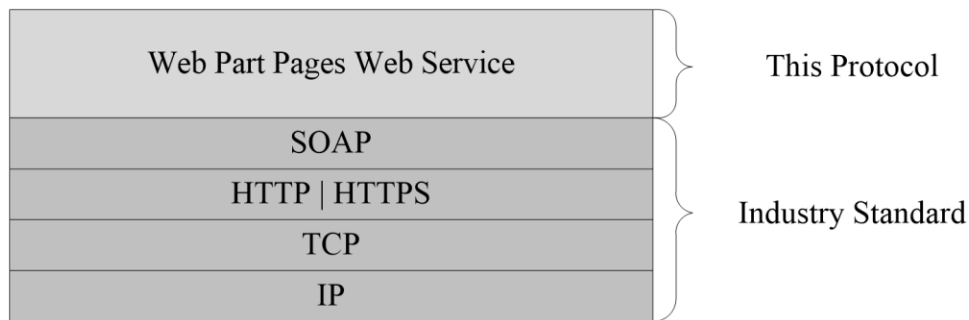 Web Part Pages Web Service
This Protocol
SOAP
HTTP | HTTPS
TCP
IP
Industry Standard